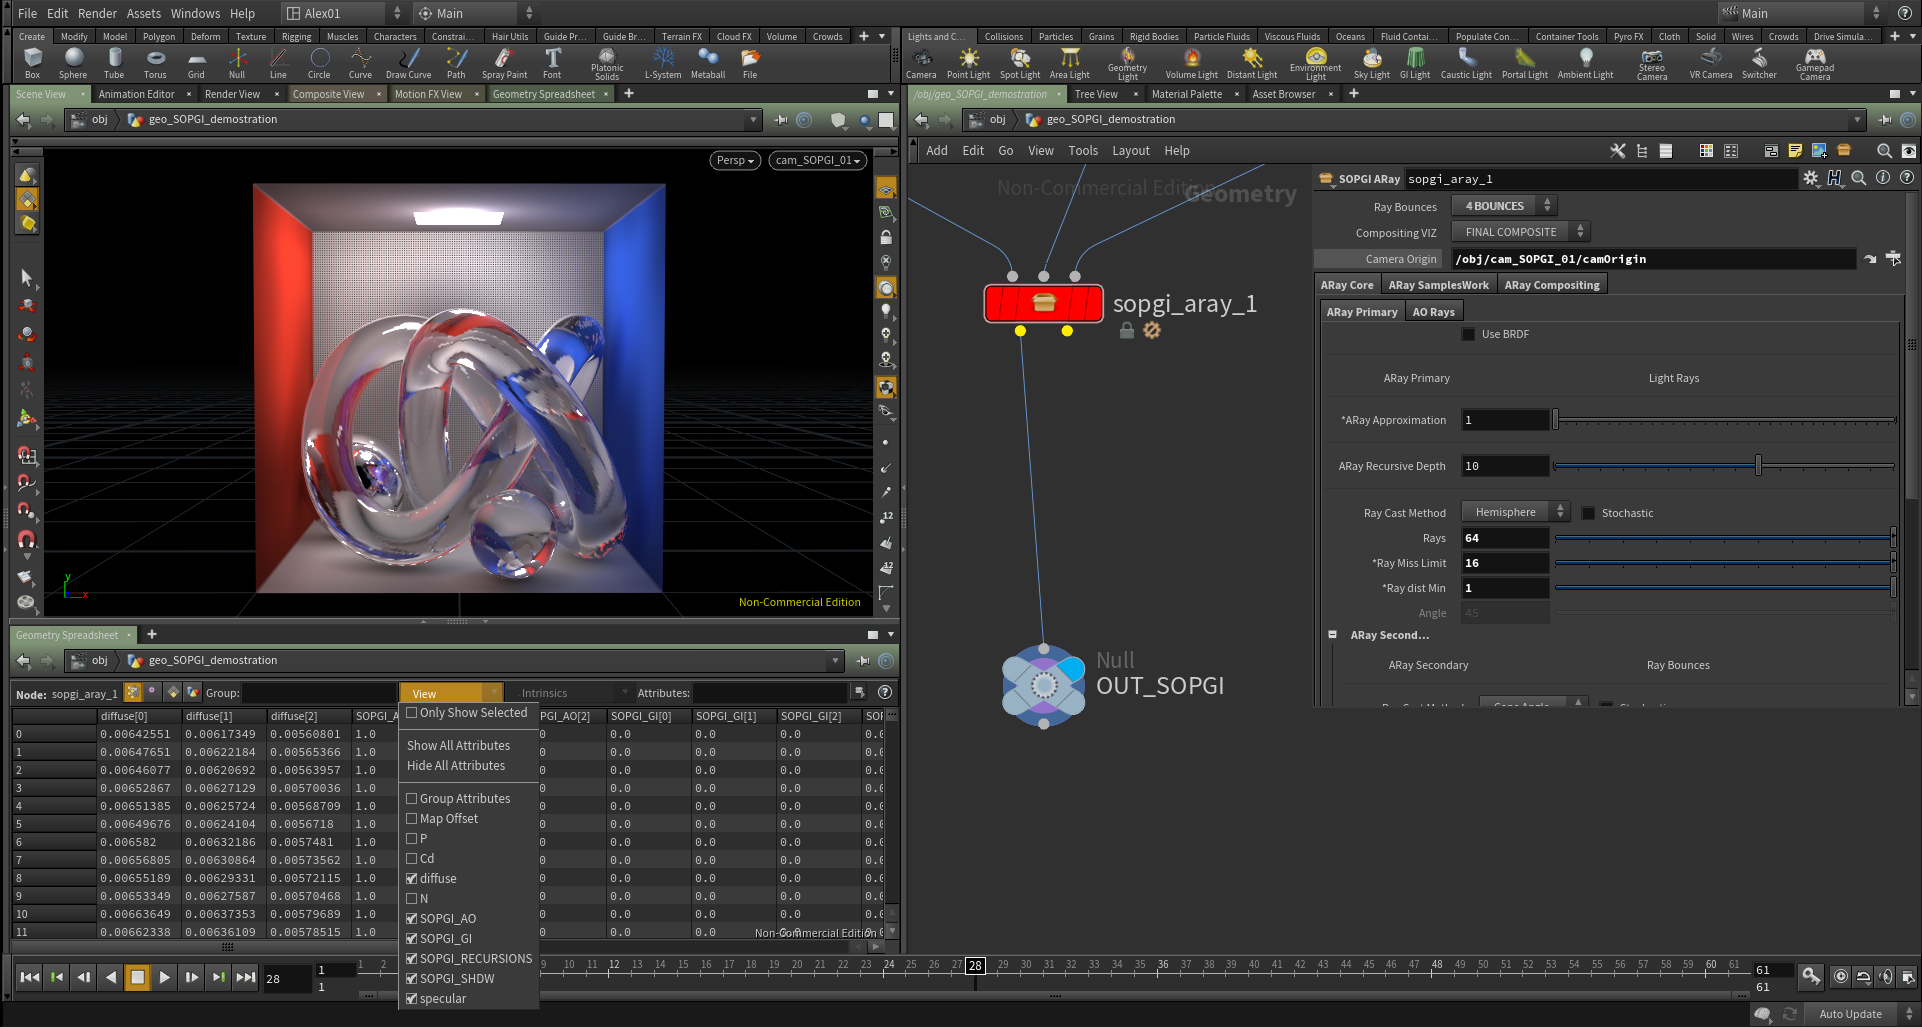 File Edit Render Assets Windows Help Alex01 Main Main
Create Modify Model Polygon Deform Texture Rigging Muscles Characters Constrai... Hair Utils Guide Pr... Guide Br... Terrain FX Cloud FX Volume Crowds
Lights and C... Collisions Particles Grains Rigid Bodies Particle Fluids Viscous Fluids Oceans Fluid Contai... Populate Con... Container Tools Pyro FX Cloth Solid Wires Crowds Drive Simula...
Box Sphere Tube Torus Grid Null Line Circle Curve Draw Curve Path Spray Paint Font Platonic Solids L-System Metaball File
Camera Point Light Spot Light Area Light Geometry Light Volume Light Distant Light Environment Light Sky Light GI Light Caustic Light Portal Light Ambient Light Stereo Camera VR Camera Switcher Gamepad Camera
Scene View Animation Editor Render View Composite View Motion FX View Geometry Spreadsheet
/obj/geo_SOPGI_demostration Tree View Material Palette Asset Browser
obj geo_SOPGI_demostration
obj geo_SOPGI_demostration
Add Edit Go View Tools Layout Help
Persp cam_SOPGI_01
Non-Commercial Edition
Geometry
sopgi_aray_1
Null
OUT_SOPGI
SOPGI ARay sopgi_aray_1
Ray Bounces 4 BOUNCES
Compositing VIZ FINAL COMPOSITE
Camera Origin /obj/cam_SOPGI_01/camOrigin
ARay Core ARay SamplesWork ARay Compositing
ARay Primary AO Rays
Use BRDF
ARay Primary Light Rays
*ARay Approximation 1
ARay Recursive Depth 10
Ray Cast Method Hemisphere Stochastic
Rays 64
*Ray Miss Limit 16
*Ray dist Min 1
Angle 45
ARay Second...
ARay Secondary Ray Bounces
y
x
12
12
Non-Commercial Edition
Geometry Spreadsheet
obj geo_SOPGI_demostration
Node: sopgi_aray_1 Group: View Intrinsics Attributes:
diffuse[0] diffuse[1] diffuse[2] SOPGI_A PGI_AO[2] SOPGI_GI[0] SOPGI_GI[1] SOPGI_GI[2] SOF
0 0.00642551 0.00617349 0.00560801 1.0 0 0.0 0.0 0.0 0.0
1 0.00647651 0.00622184 0.00565366 1.0 0 0.0 0.0 0.0 0.0
2 0.00646077 0.00620692 0.00563957 1.0 0 0.0 0.0 0.0 0.0
3 0.00652867 0.00627129 0.00570036 1.0 0 0.0 0.0 0.0 0.0
4 0.00651385 0.00625724 0.00568709 1.0 0 0.0 0.0 0.0 0.0
5 0.00649676 0.00624104 0.0056718 1.0 0 0.0 0.0 0.0 0.0
6 0.006582 0.00632186 0.0057481 1.0 0 0.0 0.0 0.0 0.0
7 0.00656805 0.00630864 0.00573562 1.0 0 0.0 0.0 0.0 0.0
8 0.00655189 0.00629331 0.00572115 1.0 0 0.0 0.0 0.0 0.0
9 0.00653349 0.00627587 0.00570468 1.0 0 0.0 0.0 0.0 0.0
10 0.00663649 0.00637353 0.00579689 1.0 0 0.0 0.0 0.0 0.0
11 0.00662338 0.00636109 0.00578515 1.0 0 0.0 0.0
Non-Commercial Edition
Only Show Selected
Show All Attributes
Hide All Attributes
Group Attributes
Map Offset
P
Cd
diffuse
N
SOPGI_AO
SOPGI_GI
SOPGI_RECURSIONS
SOPGI_SHDW
specular
28 1 1 1 2 9 10 11 12 13 14 15 16 17 18 19 20 21 22 23 24 25 26 27 28 29 30 31 32 33 34 35 36 37 38 39 40 41 42 43 44 45 46 47 48 49 50 51 52 53 54 55 56 57 58 59 60 61 61 61
Auto Update